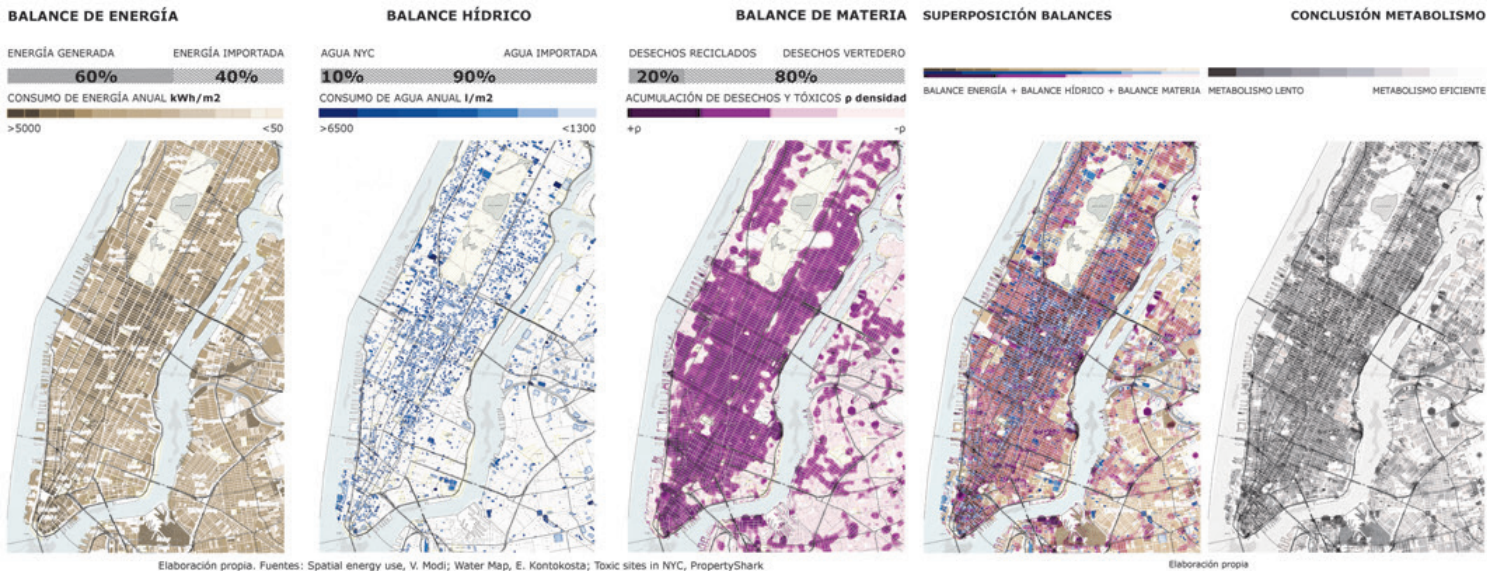 BALANCE DE ENERGÍA
ENERGÍA GENERADA ENERGÍA IMPORTADA
60% 40%
CONSUMO DE ENERGÍA ANUAL kWh/m2
>5000 <50
BALANCE HÍDRICO
AGUA NYC AGUA IMPORTADA
10% 90%
CONSUMO DE AGUA ANUAL l/m2
>6500 <1300
BALANCE DE MATERIA
DESECHOS RECICLADOS DESECHOS VERTEDERO
20% 80%
ACUMULACIÓN DE DESECHOS Y TÓXICOS ρ densidad
+ρ -ρ
SUPERPOSICIÓN BALANCES
BALANCE ENERGÍA + BALANCE HÍDRICO + BALANCE MATERIA
CONCLUSIÓN METABOLISMO
METABOLISMO LENTO METABOLISMO EFICIENTE
Elaboración propia. Fuentes: Spatial energy use, V. Modi; Water Map, E. Kontokosta; Toxic sites in NYC, PropertyShark
Elaboración propia